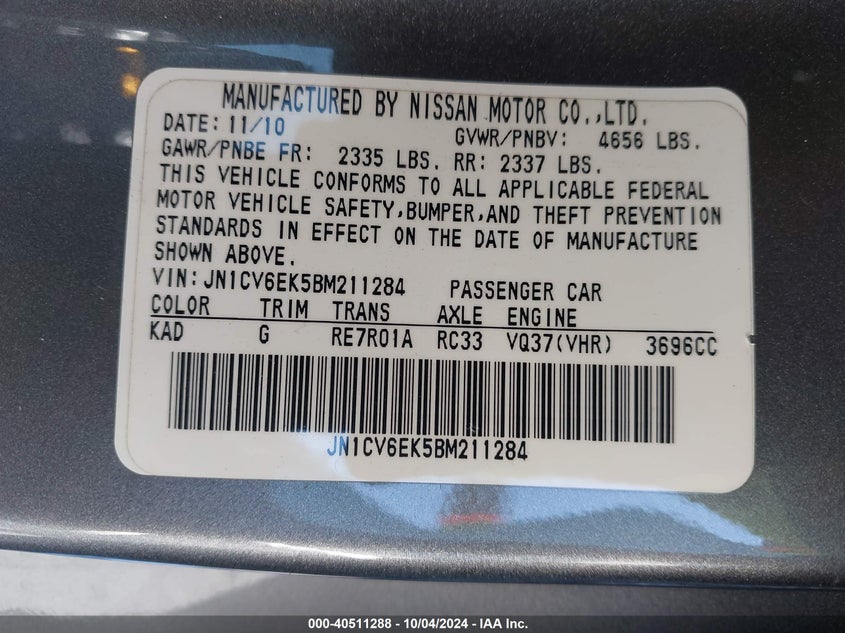 MANUFACTURED BY NISSAN MOTOR CO.,LTD.
DATE: 11/10 GVWR/PNBV: 4656 LBS.
GAWR/PNBE FR: 2335 LBS. RR: 2337 LBS.
THIS VEHICLE CONFORMS TO ALL APPLICABLE FEDERAL
MOTOR VEHICLE SAFETY,BUMPER,AND THEFT PREVENTION
STANDARDS IN EFFECT ON THE DATE OF MANUFACTURE
SHOWN ABOVE.
VIN: JN1CV6EK5BM211284 PASSENGER CAR
COLOR TRIM TRANS AXLE ENGINE
KAD G RE7R01A RC33 VQ37(VHR) 3696CC
JN1CV6EK5BM211284
000-40511288 - 10/04/2024 - IAA Inc.